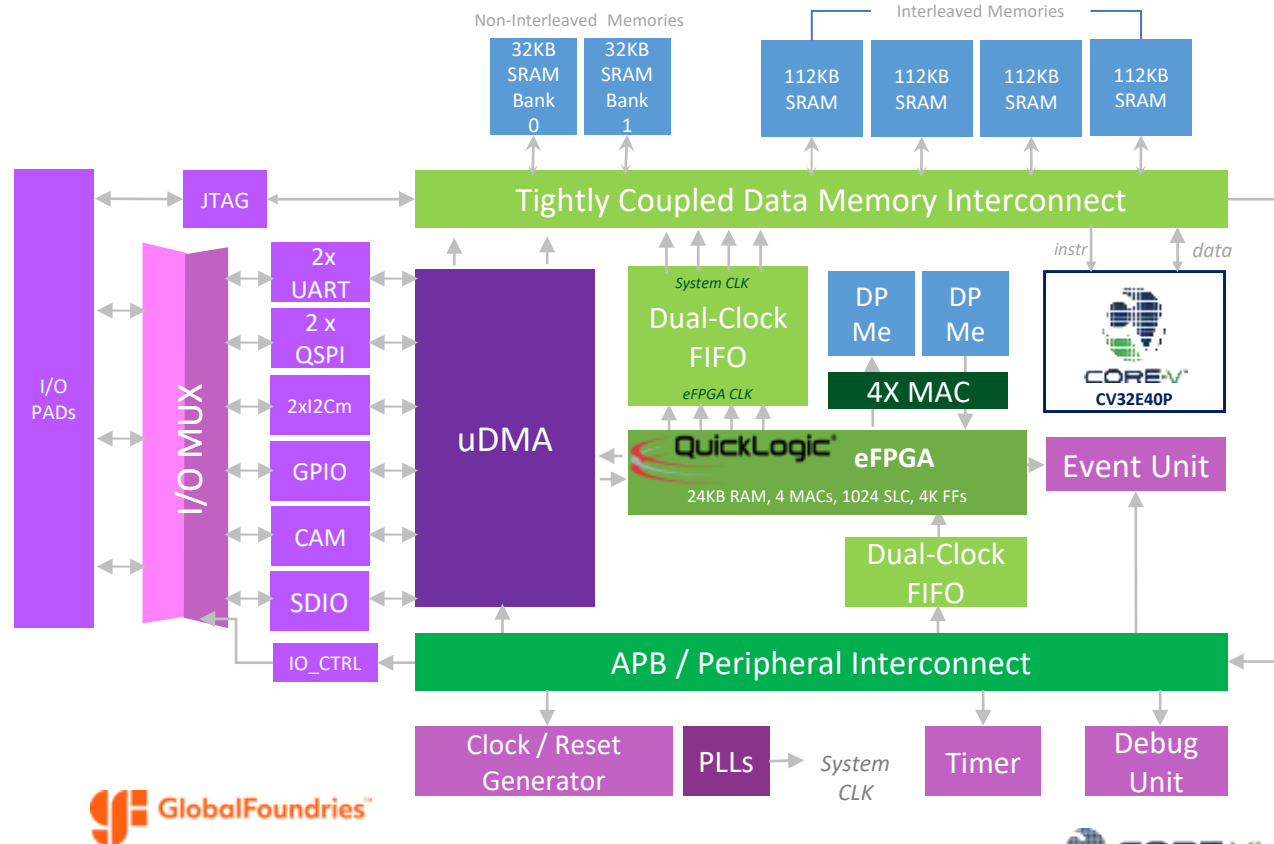 Non-Interleaved Memories
Interleaved Memories
32KB
SRAM
Bank
0
32KB
SRAM
Bank
1
112KB
SRAM
112KB
SRAM
112KB
SRAM
112KB
SRAM
I/O
PADs
JTAG
Tightly Coupled Data Memory Interconnect
instr
data
I/O MUX
2x
UART
2 x
QSPI
2xI2Cm
GPIO
CAM
SDIO
IO_CTRL
uDMA
System CLK
Dual-Clock
FIFO
eFPGA CLK
DP
Me
DP
Me
4X MAC
CORE-V™
CV32E40P
QuickLogic®
eFPGA
24KB RAM, 4 MACs, 1024 SLC, 4K FFs
Event Unit
Dual-Clock
FIFO
APB / Peripheral Interconnect
Clock / Reset
Generator
PLLs
System
CLK
Timer
Debug
Unit
GlobalFoundries™